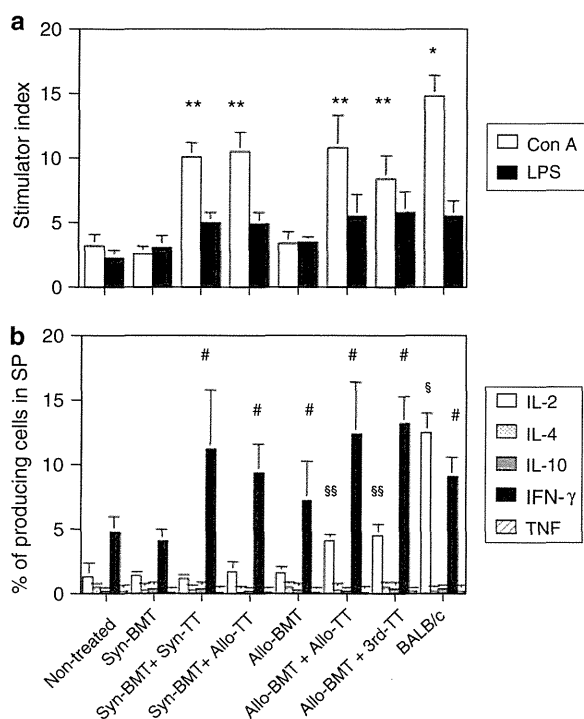 a
20
15
10
5
0
Stimulator index
**
**
**
**
*
Con A
LPS
b
20
15
10
5
0
% of producing cells in SP
#
#
#
§§
#
§§
#
§
#
IL-2
IL-4
IL-10
IFN-γ
TNF
Non-treated
Syn-BMT
Syn-BMT+ Syn-TT
Syn-BMT+ Allo-TT
Allo-BMT
Allo-BMT + Allo-TT
Allo-BMT + 3rd-TT
BALB/c